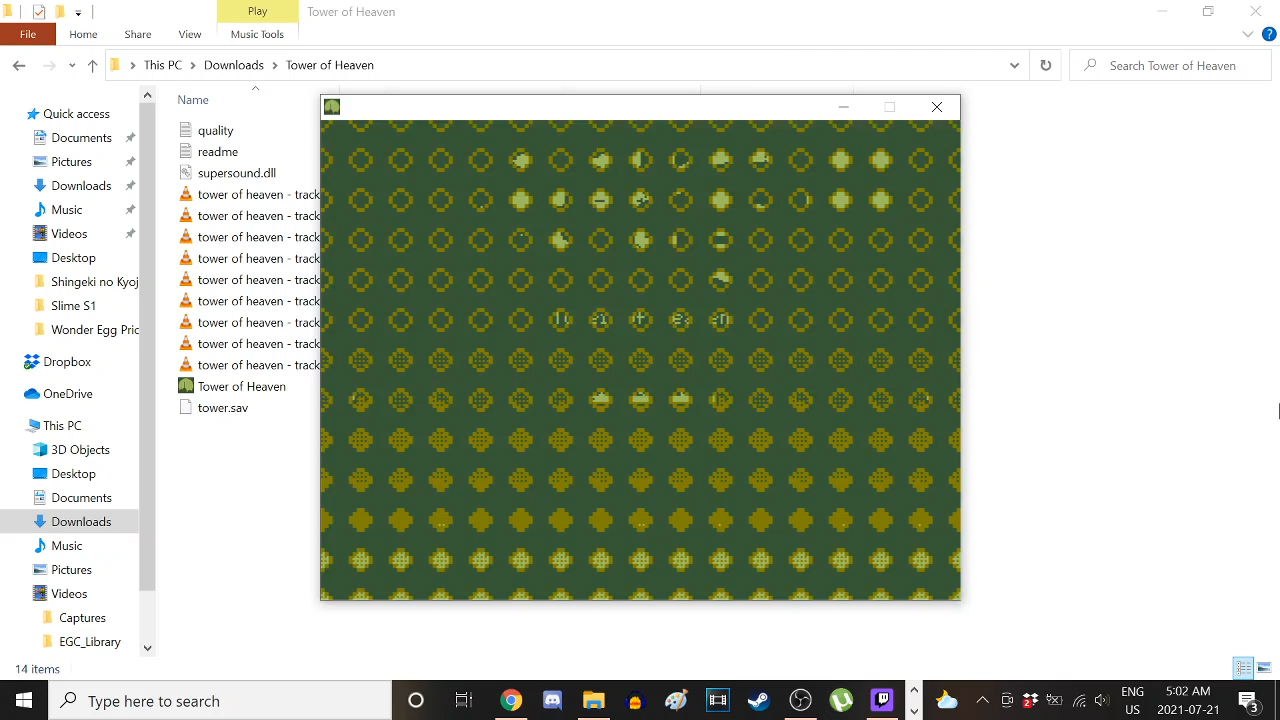 Play
Tower of Heaven
File
Home
Share
View
Music Tools
This PC
Downloads
Tower of Heaven
Search Tower of Heaven
Name
Quick access
Documents
Pictures
Downloads
Music
Videos
Desktop
Shingeki no Kyoj
Slime S1
Wonder Egg Pric
Dropbox
OneDrive
This PC
3D Objects
Desktop
Documents
Downloads
Music
Pictures
Videos
Captures
EGC_Library
quality
readme
supersound.dll
tower of heaven - track
tower of heaven - track
tower of heaven - track
tower of heaven - track
tower of heaven - track
tower of heaven - track
tower of heaven - track
tower of heaven - track
tower of heaven - track
Tower of Heaven
tower.sav
14 items
Type here to search
2
ENG
US
5:02 AM
2021-07-21
3